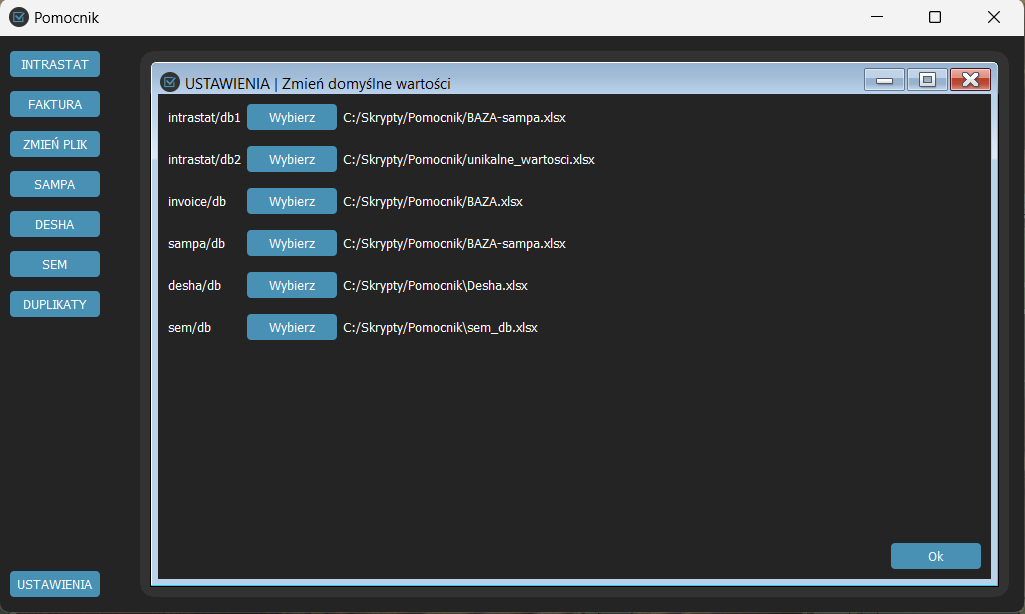 Pomocnik
INTRASTAT
FAKTURA
ZMIEŃ PLIK
SAMPA
DESHA
SEM
DUPLIKATY
USTAWIENIA
USTAWIENIA | Zmień domyślne wartości
intrastat/db1 Wybierz C:/Skrypty/Pomocnik/BAZA-sampa.xlsx
intrastat/db2 Wybierz C:/Skrypty/Pomocnik/unikalne_wartosci.xlsx
invoice/db Wybierz C:/Skrypty/Pomocnik/BAZA.xlsx
sampa/db Wybierz C:/Skrypty/Pomocnik/BAZA-sampa.xlsx
desha/db Wybierz C:/Skrypty/Pomocnik\Desha.xlsx
sem/db Wybierz C:/Skrypty/Pomocnik\sem_db.xlsx
Ok